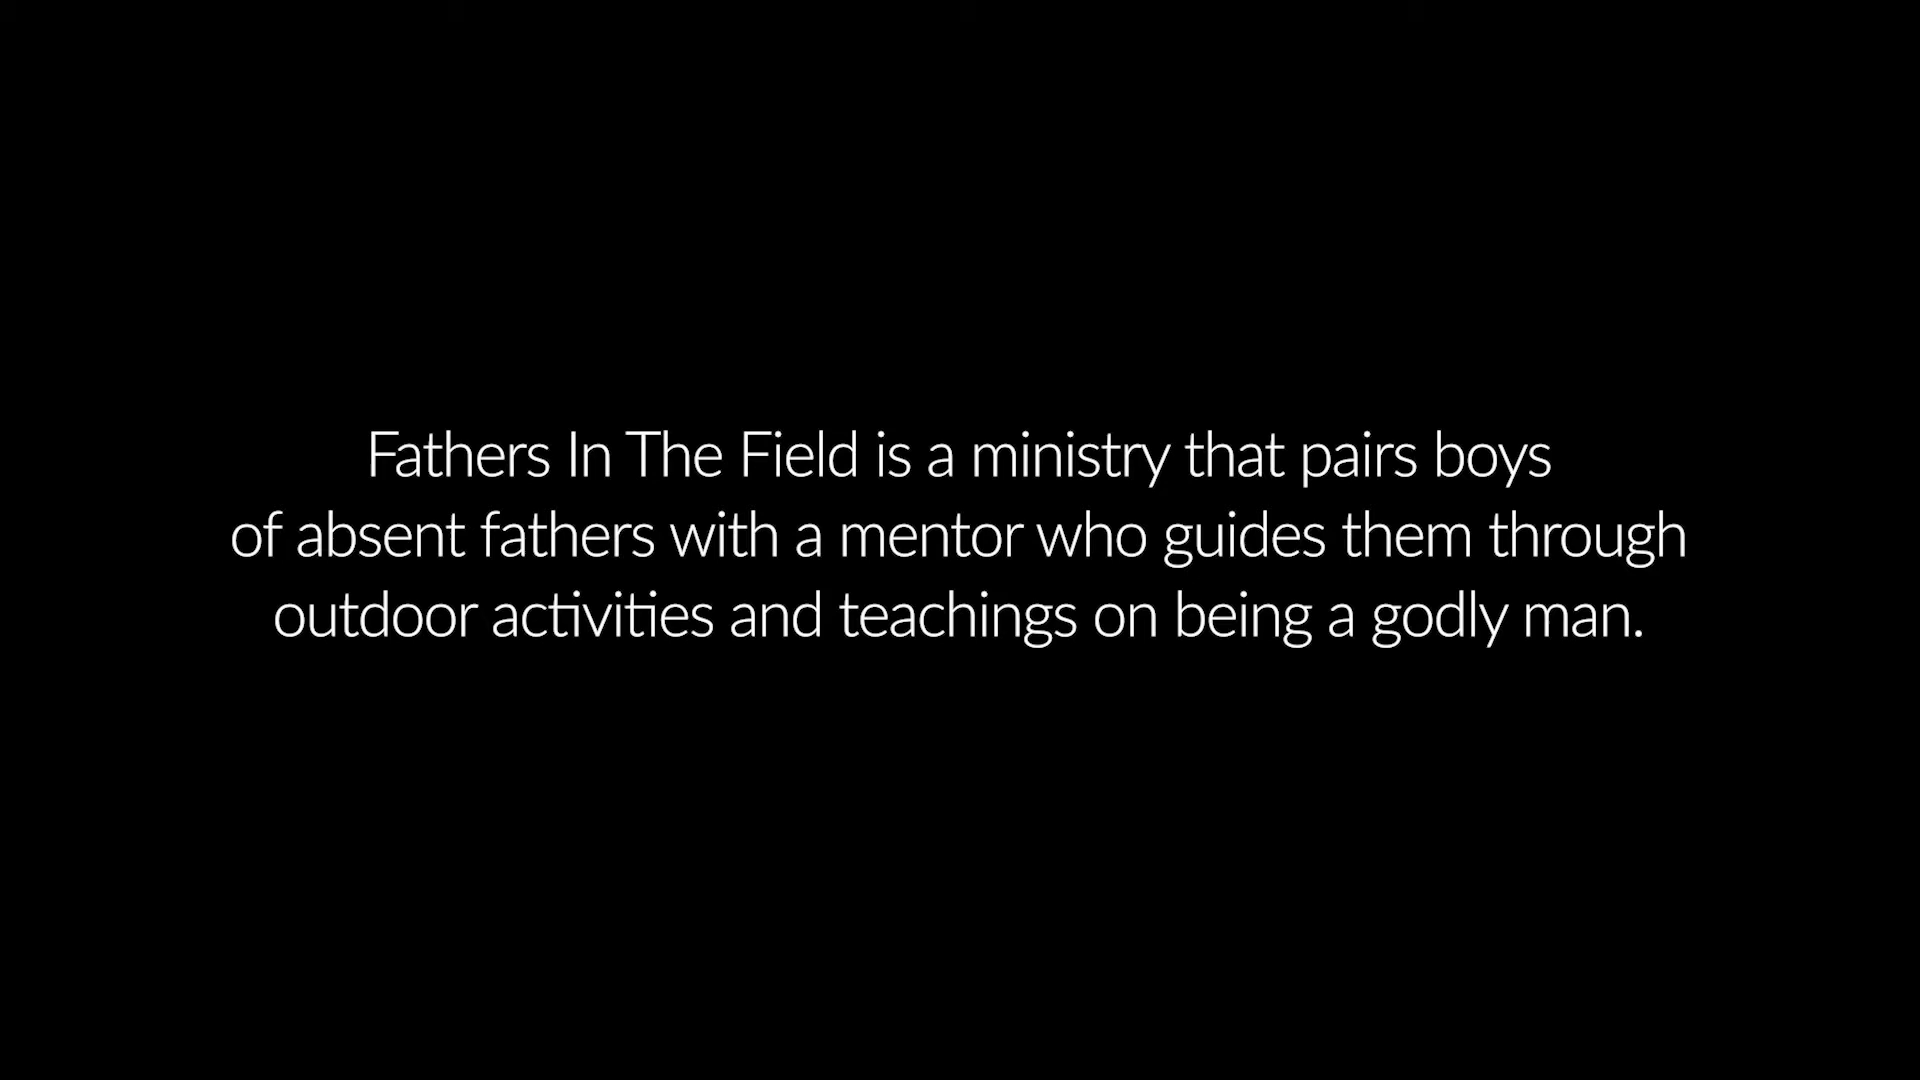 Fathers In The Field is a ministry that pairs boys
of absent fathers with a mentor who guides them through
outdoor activities and teachings on being a godly man.